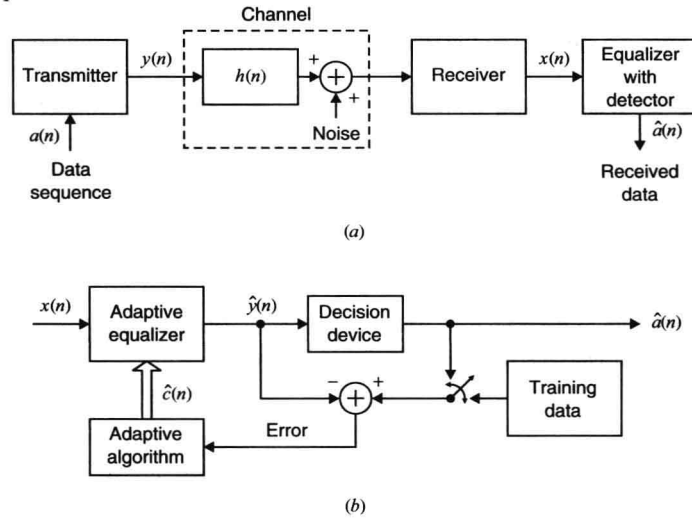 Channel
Transmitter
y(n)
h(n)
+
+
+
Receiver
x(n)
Equalizer
with
detector
a(n)
Noise
â(n)
Data
sequence
Received
data
(a)
x(n)
Adaptive
equalizer
ŷ(n)
Decision
device
â(n)
ĉ(n)
−
+
+
Training
data
Adaptive
algorithm
Error
(b)